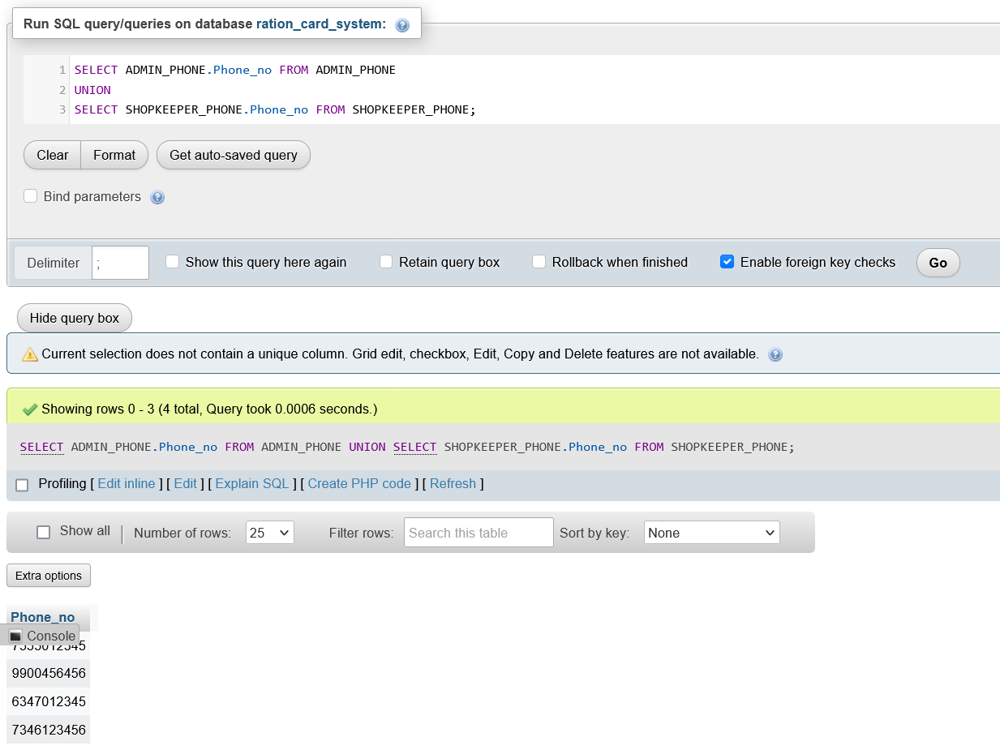 Run SQL query/queries on database ration_card_system:
1 SELECT ADMIN_PHONE.Phone_no FROM ADMIN_PHONE
2 UNION
3 SELECT SHOPKEEPER_PHONE.Phone_no FROM SHOPKEEPER_PHONE;
Clear Format Get auto-saved query
Bind parameters
Delimiter ; Show this query here again Retain query box Rollback when finished Enable foreign key checks Go
Hide query box
Current selection does not contain a unique column. Grid edit, checkbox, Edit, Copy and Delete features are not available.
Showing rows 0 - 3 (4 total, Query took 0.0006 seconds.)
SELECT ADMIN_PHONE.Phone_no FROM ADMIN_PHONE UNION SELECT SHOPKEEPER_PHONE.Phone_no FROM SHOPKEEPER_PHONE;
Profiling [ Edit inline ] [ Edit ] [ Explain SQL ] [ Create PHP code ] [ Refresh ]
Show all Number of rows: 25 Filter rows: Search this table Sort by key: None
Extra options
Phone_no
Console
9900456456
6347012345
7346123456